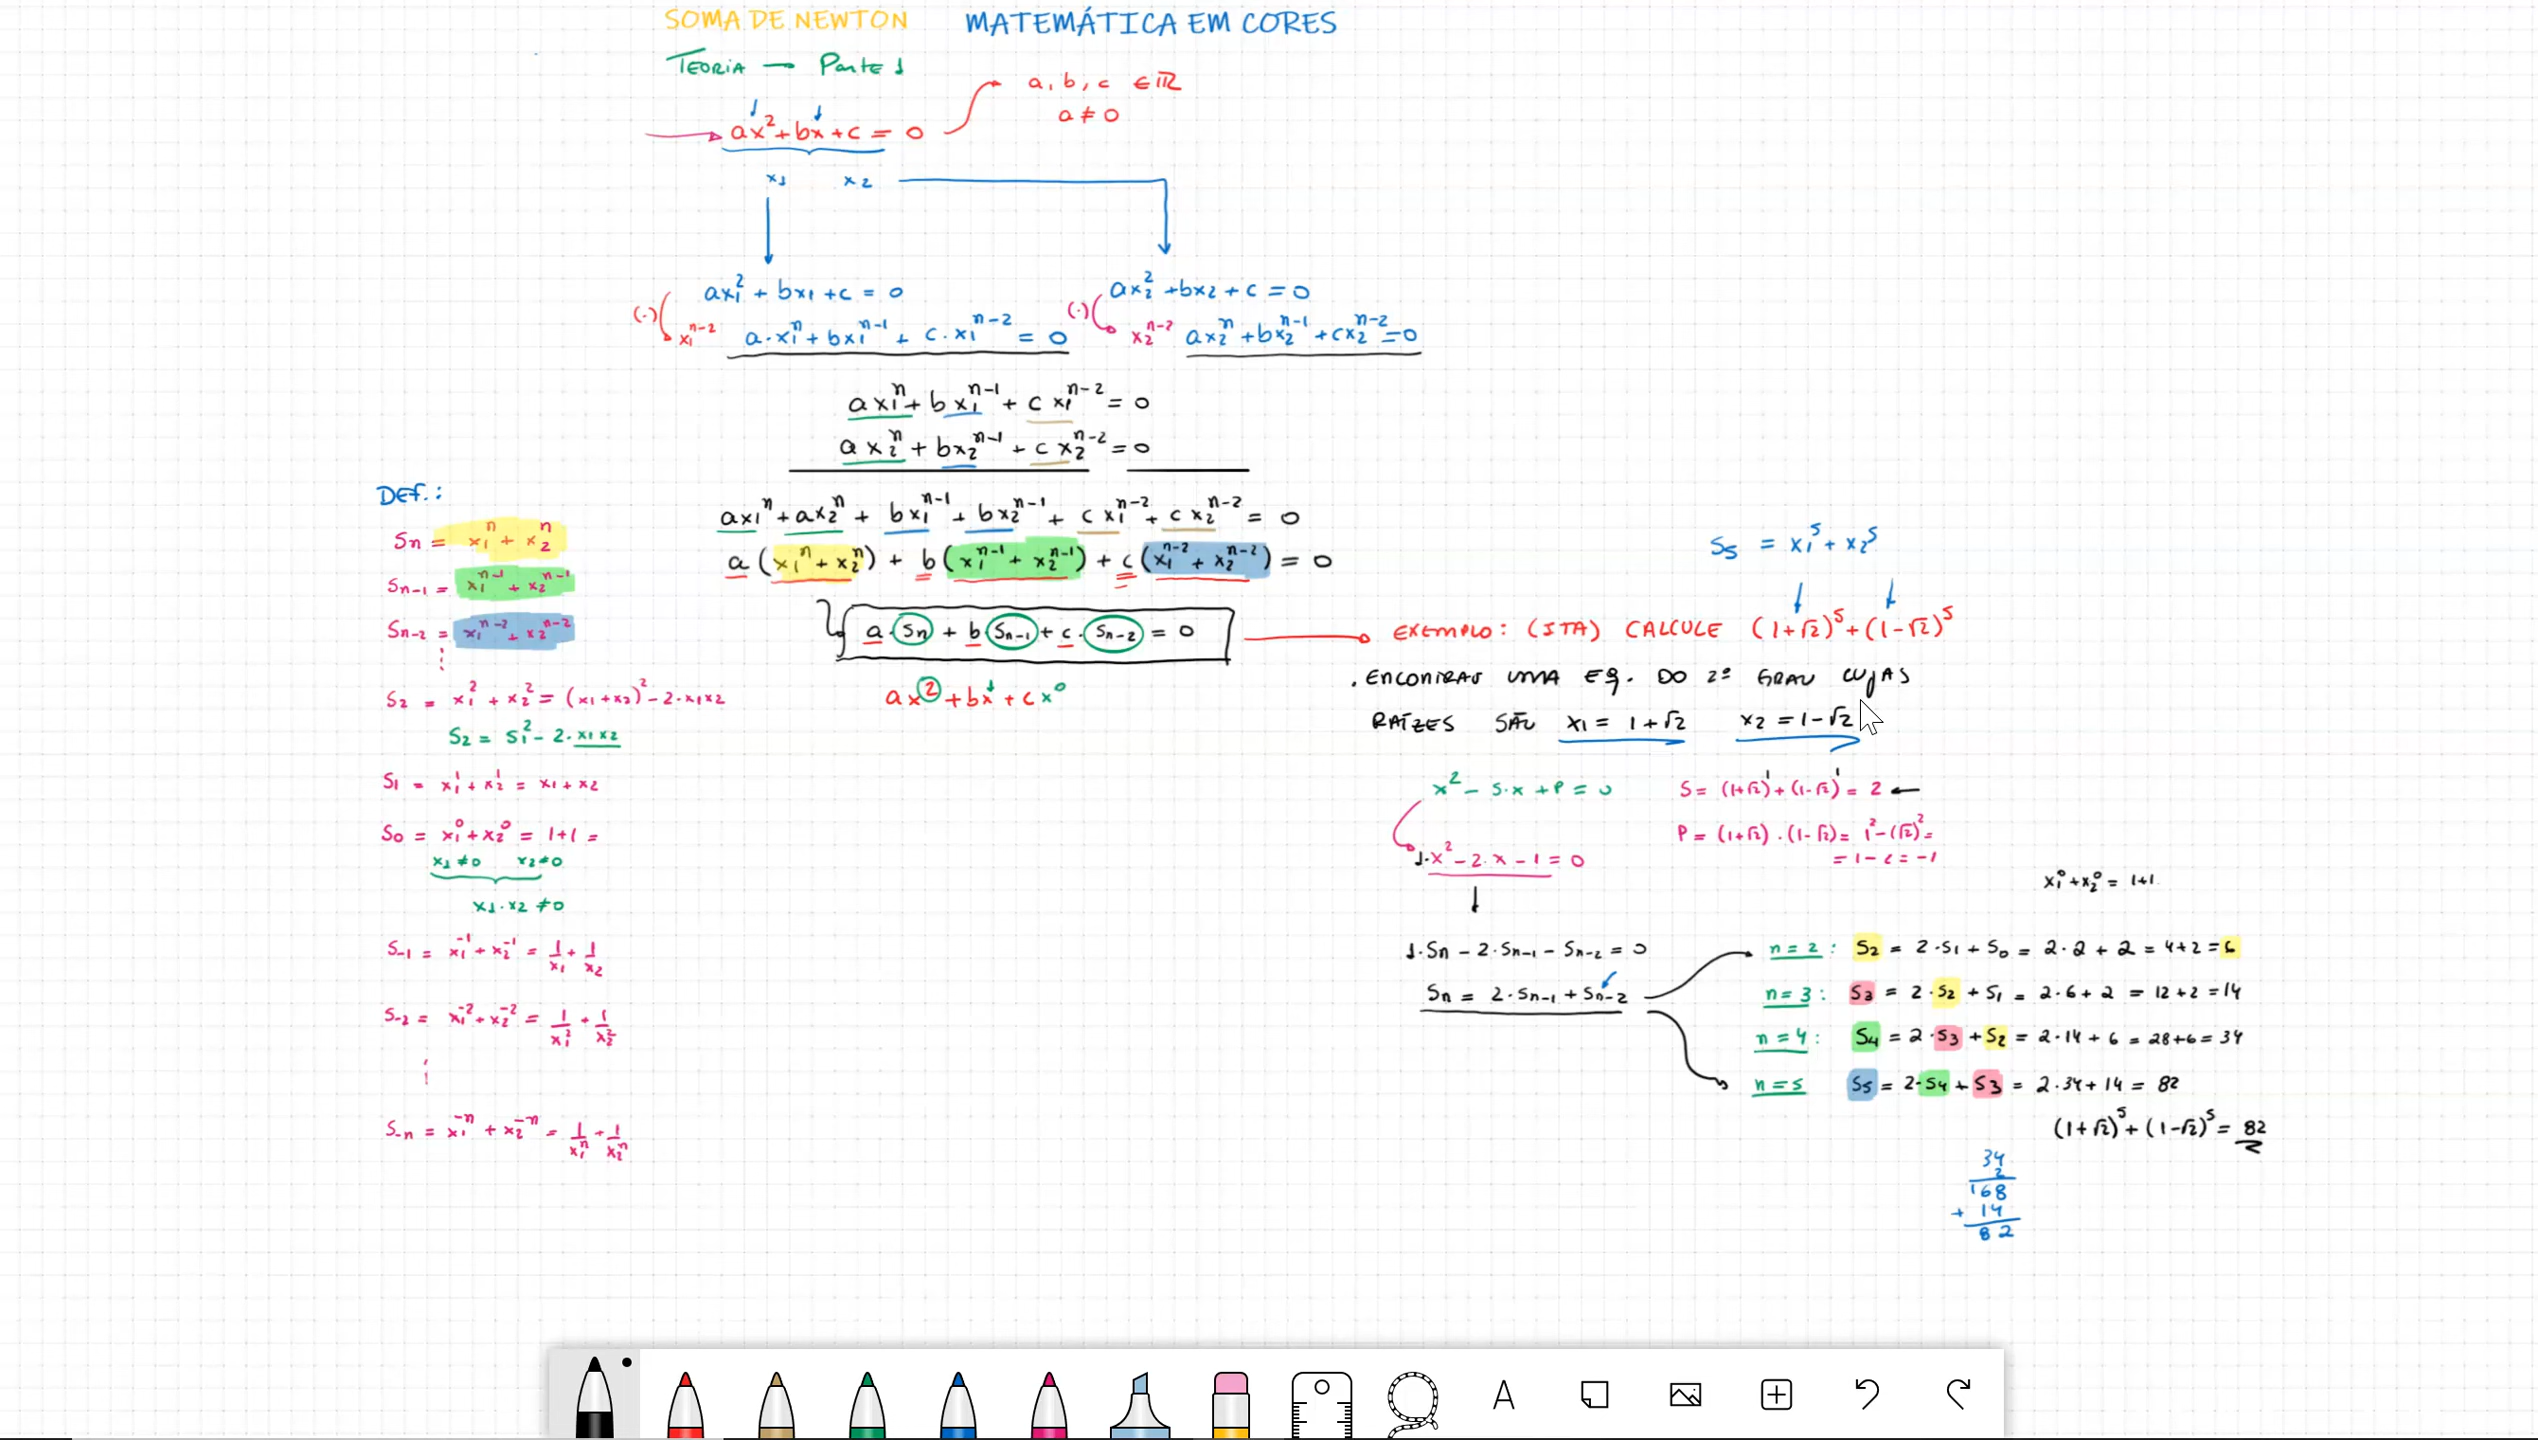 SOMA DE NEWTON MATEMÁTICA EM CORES
TEORIA → Parte 1
a, b, c ∈ ℝ
a ≠ 0
ax² + bx + c = 0
x₁ x₂
ax₁² + bx₁ + c = 0
(·) x₁ⁿ⁻² a·x₁ⁿ + bx₁ⁿ⁻¹ + c·x₁ⁿ⁻² = 0
ax₂² + bx₂ + c = 0
(·) x₂ⁿ⁻² ax₂ⁿ + bx₂ⁿ⁻¹ + cx₂ⁿ⁻² = 0
ax₁ⁿ + bx₁ⁿ⁻¹ + cx₁ⁿ⁻² = 0
ax₂ⁿ + bx₂ⁿ⁻¹ + cx₂ⁿ⁻² = 0
ax₁ⁿ + ax₂ⁿ + bx₁ⁿ⁻¹ + bx₂ⁿ⁻¹ + cx₁ⁿ⁻² + cx₂ⁿ⁻² = 0
a(x₁ⁿ + x₂ⁿ) + b(x₁ⁿ⁻¹ + x₂ⁿ⁻¹) + c(x₁ⁿ⁻² + x₂ⁿ⁻²) = 0
a·Sn + b·Sn-1 + c·Sn-2 = 0
ax² + bx¹ + cx⁰
DEF.:
Sn = x₁ⁿ + x₂ⁿ
Sn-1 = x₁ⁿ⁻¹ + x₂ⁿ⁻¹
Sn-2 = x₁ⁿ⁻² + x₂ⁿ⁻²
⋮
S₂ = x₁² + x₂² = (x₁+x₂)² - 2·x₁x₂
S₂ = S₁² - 2·x₁x₂
S₁ = x₁¹ + x₂¹ = x₁ + x₂
S₀ = x₁⁰ + x₂⁰ = 1+1 =
x₁ ≠ 0 x₂ ≠ 0
x₁·x₂ ≠ 0
S-1 = x₁⁻¹ + x₂⁻¹ = 1/x₁ + 1/x₂
S-2 = x₁⁻² + x₂⁻² = 1/x₁² + 1/x₂²
⋮
S-n = x₁⁻ⁿ + x₂⁻ⁿ = 1/x₁ⁿ + 1/x₂ⁿ
S₅ = x₁⁵ + x₂⁵
EXEMPLO: (ITA) CALCULE (1+√2)⁵ + (1-√2)⁵
. ENCONTRAR UMA EQ. DO 2º GRAU CUJAS
RAÍZES SÃO x₁ = 1+√2 x₂ = 1-√2
x² - S·x + P = 0
S = (1+√2)¹ + (1-√2)¹ = 2 ←
P = (1+√2)·(1-√2) = 1² - (√2)² =
= 1 - 2 = -1
1·x² - 2·x - 1 = 0
x₁⁰ + x₂⁰ = 1+1
1·Sn - 2·Sn-1 - Sn-2 = 0
Sn = 2·Sn-1 + Sn-2
n = 2 : S₂ = 2·S₁ + S₀ = 2·2 + 2 = 4+2 = 6
n = 3 : S₃ = 2·S₂ + S₁ = 2·6 + 2 = 12+2 = 14
n = 4 : S₄ = 2·S₃ + S₂ = 2·14 + 6 = 28+6 = 34
n = 5 S₅ = 2·S₄ + S₃ = 2·34 + 14 = 82
(1+√2)⁵ + (1-√2)⁵ = 82
34
2
168
+ 14
82
A